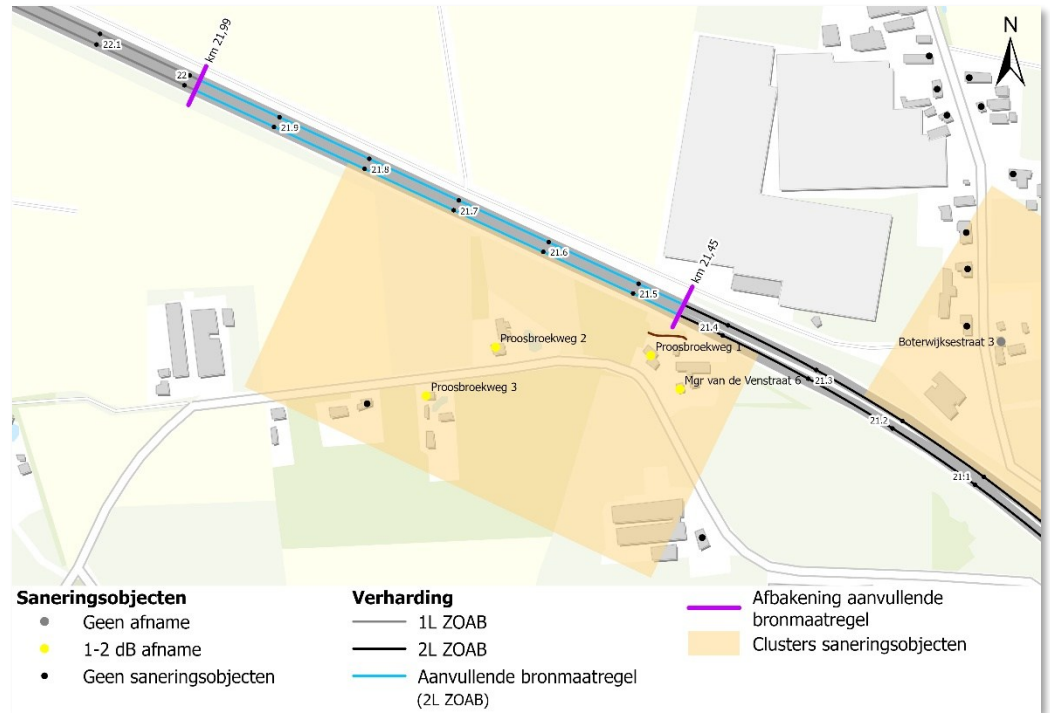 N
km 21,99
22.1
22
21.9
21.8
21.7
21.6
21.5
km 21,45
21.4
21.3
21.2
21.1
Proosbroekweg 2
Proosbroekweg 1
Boterwijksestraat 3
Proosbroekweg 3
Mgr van de Venstraat 6
Saneringsobjecten
Geen afname
1-2 dB afname
Geen saneringsobjecten
Verharding
1L ZOAB
2L ZOAB
Aanvullende bronmaatregel
(2L ZOAB)
Afbakening aanvullende
bronmaatregel
Clusters saneringsobjecten